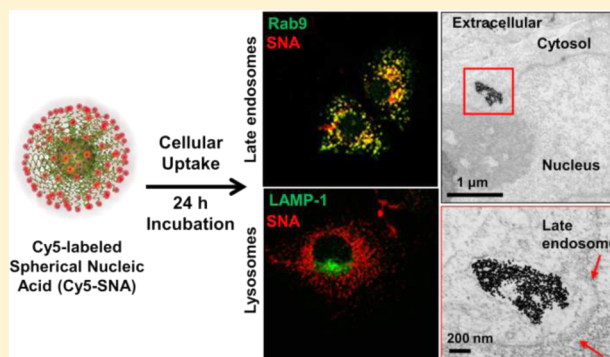 Cy5-labeled
Spherical Nucleic
Acid (Cy5-SNA)
Cellular
Uptake
24 h
Incubation
Late endosomes
Rab9
SNA
Lysosomes
LAMP-1
SNA
Extracellular
Cytosol
Nucleus
1 µm
Late
endosome
200 nm